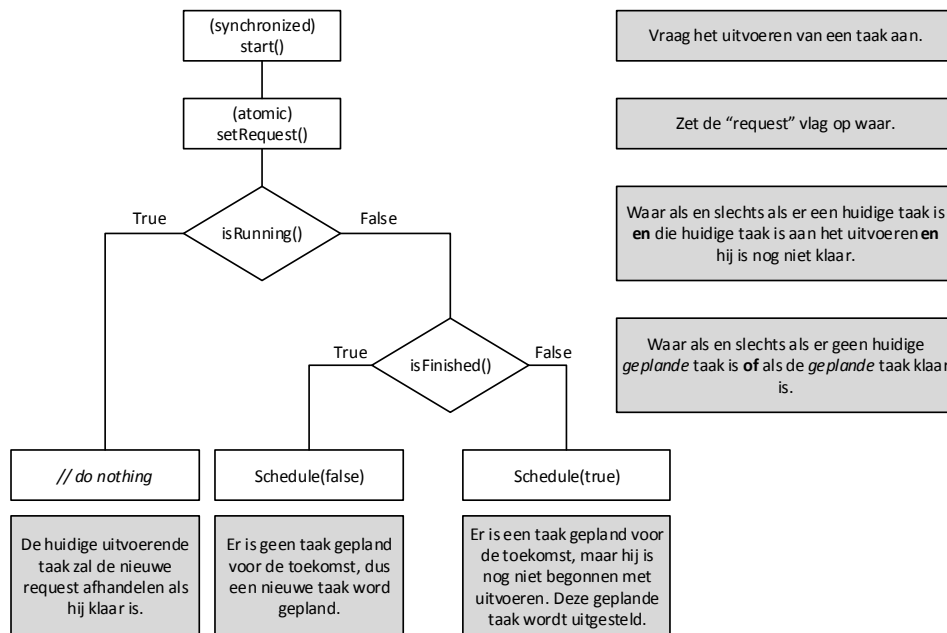 (synchronized)
start()
Vraag het uitvoeren van een taak aan.
(atomic)
setRequest()
Zet de “request” vlag op waar.
True
False
isRunning()
Waar als en slechts als er een huidige taak is
en die huidige taak is aan het uitvoeren en
hij is nog niet klaar.
True
False
isFinished()
Waar als en slechts als er geen huidige
geplande taak is of als de geplande taak klaar
is.
// do nothing
Schedule(false)
Schedule(true)
De huidige uitvoerende
taak zal de nieuwe
request afhandelen als
hij klaar is.
Er is geen taak gepland
voor de toekomst, dus
een nieuwe taak word
gepland.
Er is een taak gepland voor
de toekomst, maar hij is
nog niet begonnen met
uitvoeren. Deze geplande
taak wordt uitgesteld.